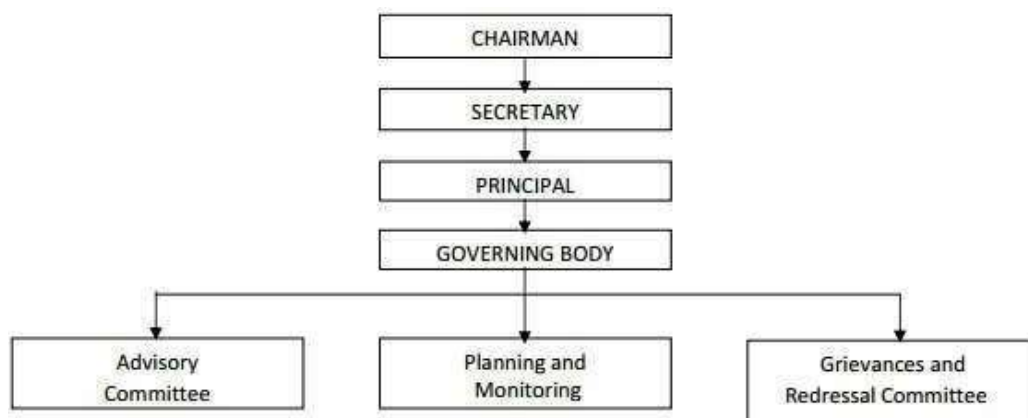 CHAIRMAN
SECRETARY
PRINCIPAL
GOVERNING BODY
Advisory
Committee
Planning and
Monitoring
Grievances and
Redressal Committee